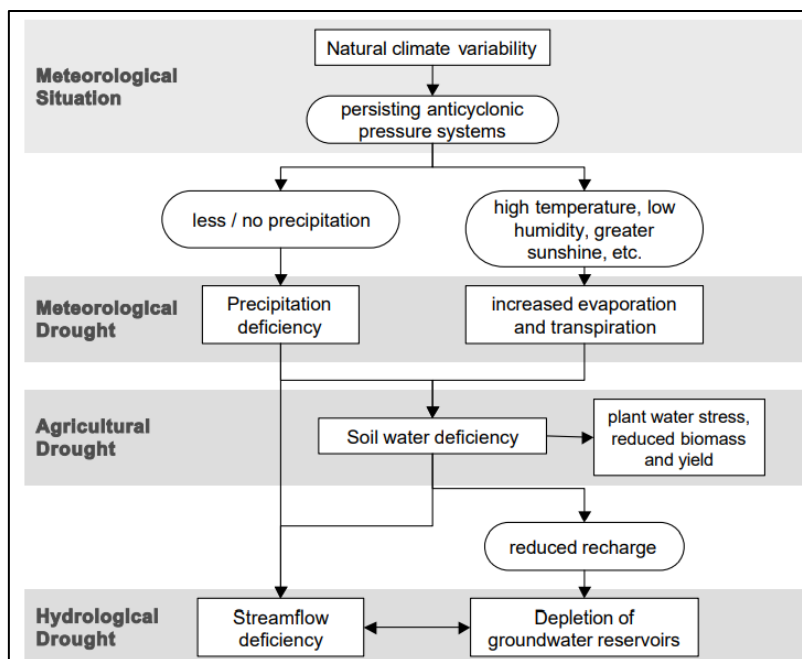 Natural climate variability
Meteorological
Situation
persisting anticyclonic
pressure systems
less / no precipitation
high temperature, low
humidity, greater
sunshine, etc.
Meteorological
Drought
Precipitation
deficiency
increased evaporation
and transpiration
Agricultural
Drought
Soil water deficiency
plant water stress,
reduced biomass
and yield
reduced recharge
Hydrological
Drought
Streamflow
deficiency
Depletion of
groundwater reservoirs